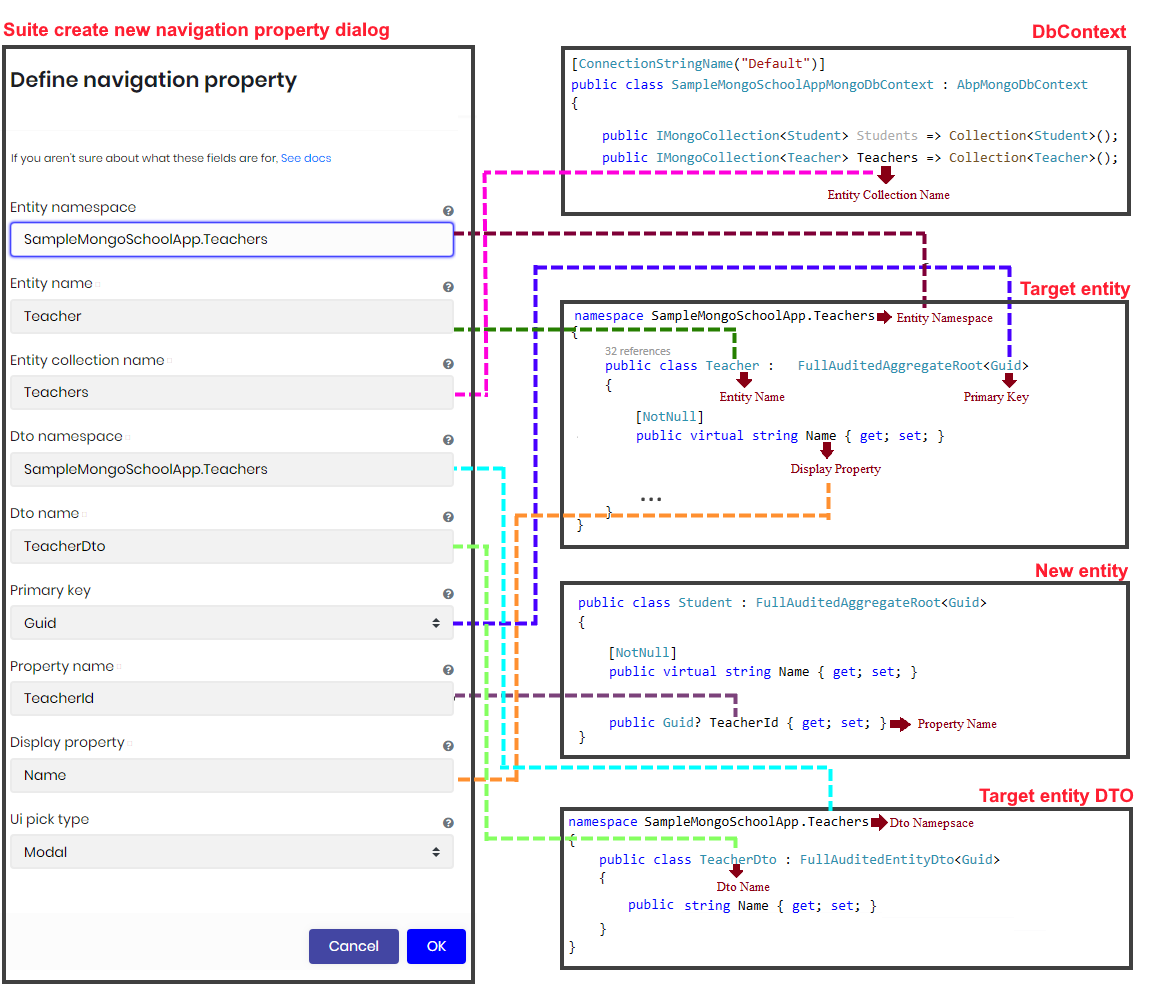 Suite create new navigation property dialog
Define navigation property
If you aren't sure about what these fields are for, See docs
Entity namespace
SampleMongoSchoolApp.Teachers
Entity name
Teacher
Entity collection name
Teachers
Dto namespace
SampleMongoSchoolApp.Teachers
Dto name
TeacherDto
Primary key
Guid
Property name
TeacherId
Display property
Name
Ui pick type
Modal
Cancel
OK
DbContext
[ConnectionStringName("Default")]
public class SampleMongoSchoolAppMongoDbContext : AbpMongoDbContext
{
public IMongoCollection<Student> Students => Collection<Student>();
public IMongoCollection<Teacher> Teachers => Collection<Teacher>();
Entity Collection Name
Target entity
namespace SampleMongoSchoolApp.Teachers Entity Namespace
{
32 references
public class Teacher : FullAuditedAggregateRoot<Guid>
{
Entity Name Primary Key
[NotNull]
public virtual string Name { get; set; }
Display Property
...
}
}
New entity
public class Student : FullAuditedAggregateRoot<Guid>
{
[NotNull]
public virtual string Name { get; set; }
public Guid? TeacherId { get; set; } Property Name
}
Target entity DTO
namespace SampleMongoSchoolApp.Teachers Dto Namepsace
{
public class TeacherDto : FullAuditedEntityDto<Guid>
{
Dto Name
public string Name { get; set; }
}
}